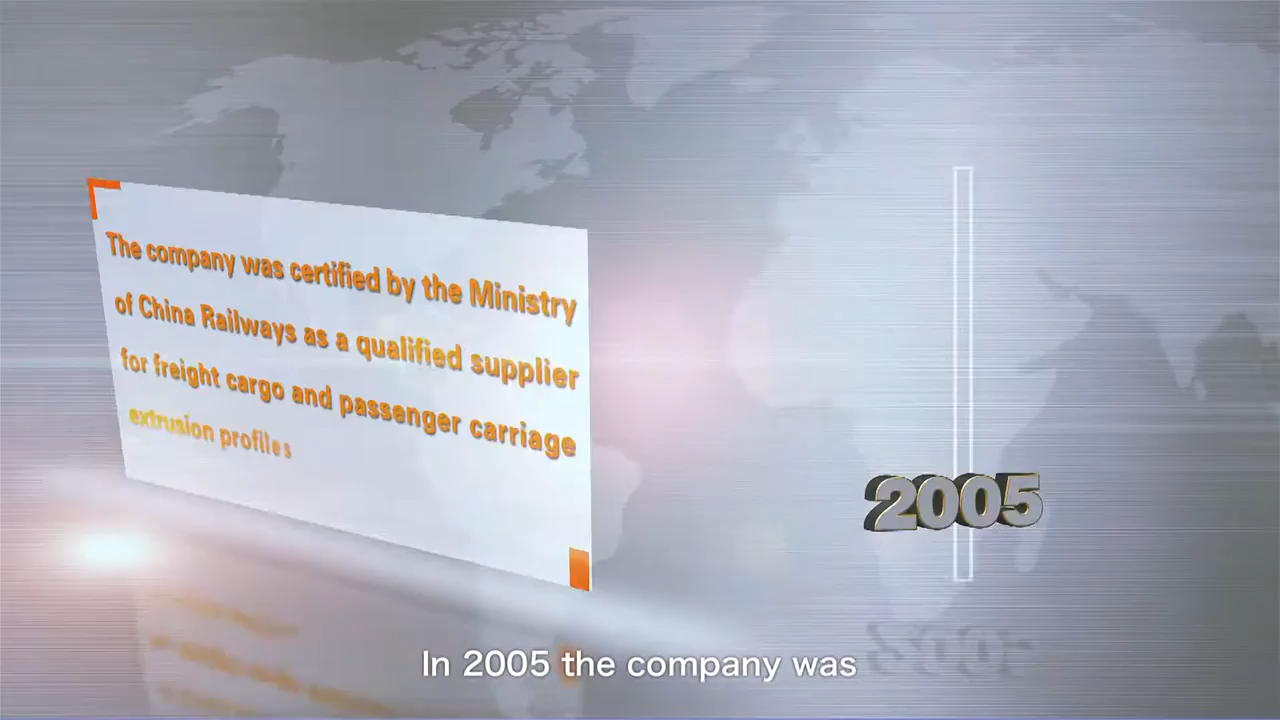 The company was certified by the Ministry
of China Railways as a qualified supplier
for freight cargo and passenger carriage
extrusion profiles
2005
In 2005 the company was